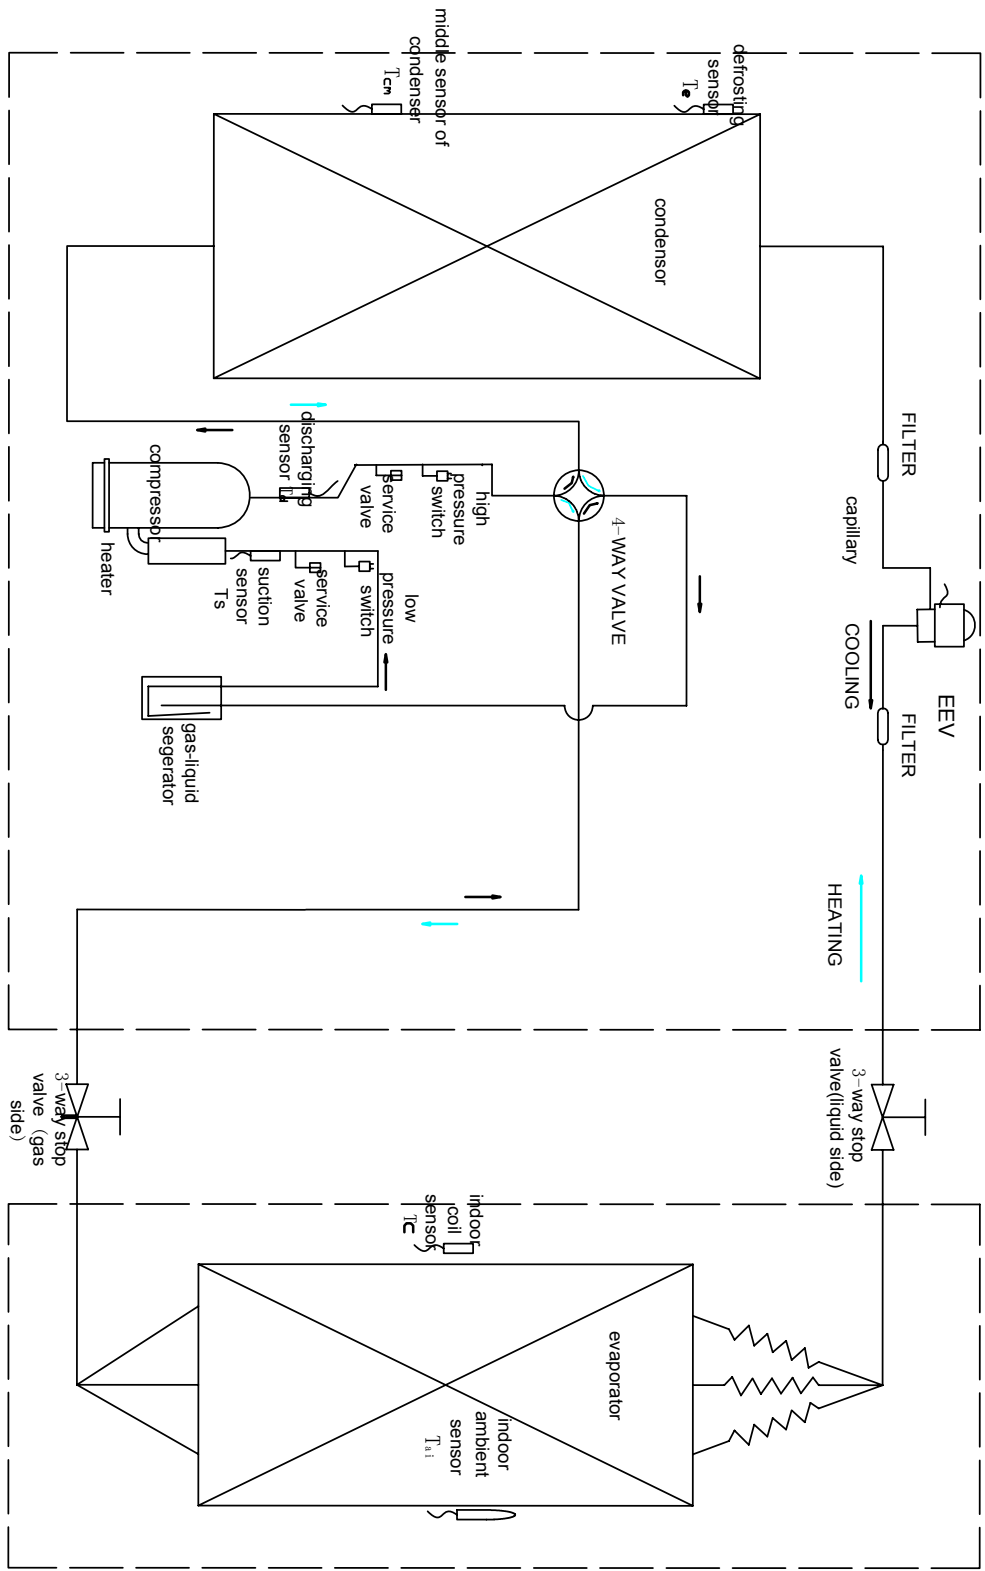 defrosting
sensor
Te
middle sensor of
condenser
Tcm
condensor
FILTER
capillary
EEV
COOLING
FILTER
HEATING
4-WAY VALVE
high
pressure
switch
service
valve
discharging
sensor Td
compressor
heater
low
pressure
switch
service
valve
suction
sensor
Ts
gas-liquid
segerator
3-way stop
valve(liquid side)
3-way stop
valve (gas
side)
indoor
coil
sensor
TC
evaporator
indoor
ambient
sensor
Tai